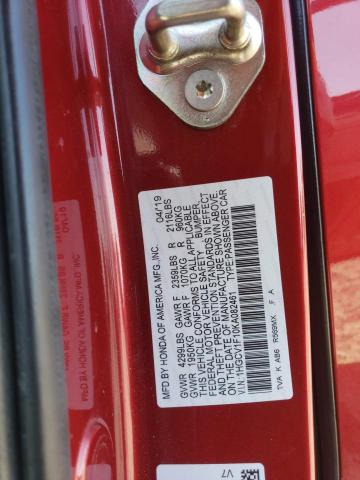 MFD BY HONDA OF AMERICA MFG., INC. 04/19
GVWR 4299LBS GAWR F 2359LBS R 2116LBS
GVWR 1950KG GAWR F 1070KG R 960KG
THIS VEHICLE CONFORMS TO ALL APPLICABLE
FEDERAL MOTOR VEHICLE SAFETY BUMPER,
AND THEFT PREVENTION STANDARDS IN EFFECT
ON THE DATE OF MANUFACTURE SHOWN ABOVE.
V.I.N. 1HGCV1F10KA082461 TYPE:PASSENGER CAR
TVA K A86 R569MX F A
V7